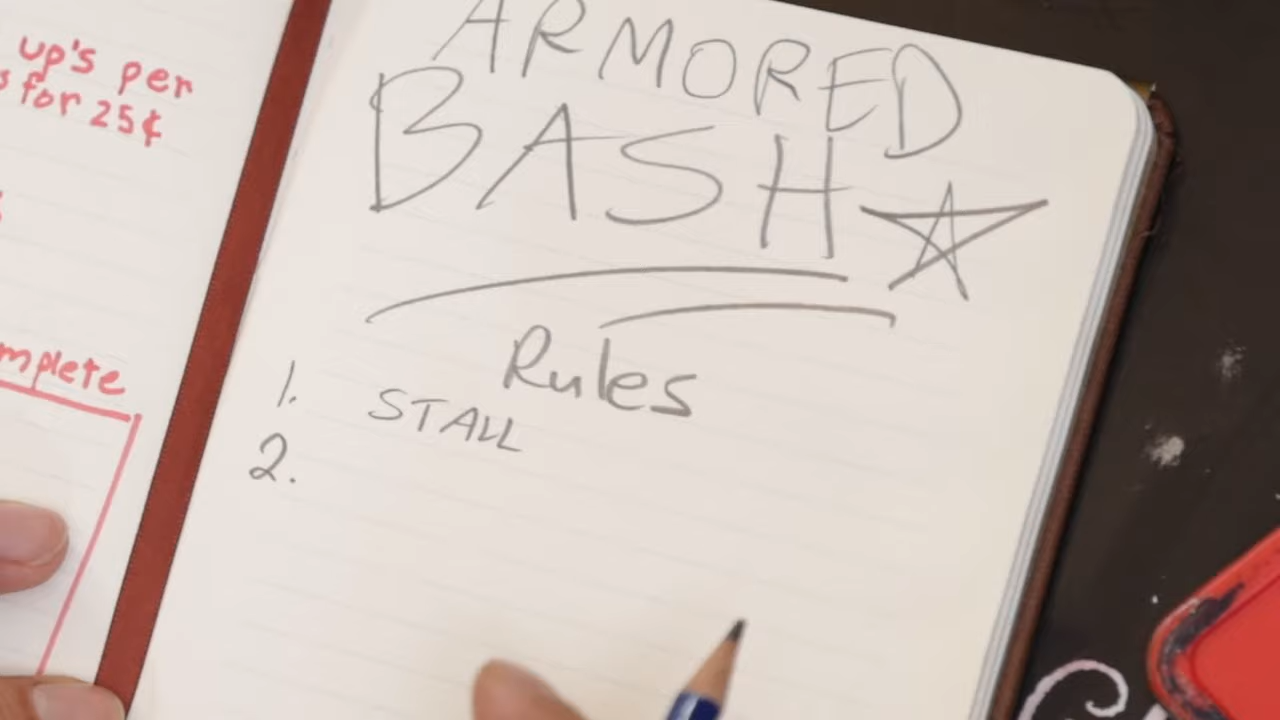 up's per
for 25¢
mplete
ARMORED
BASH
Rules
1. STALL
2.